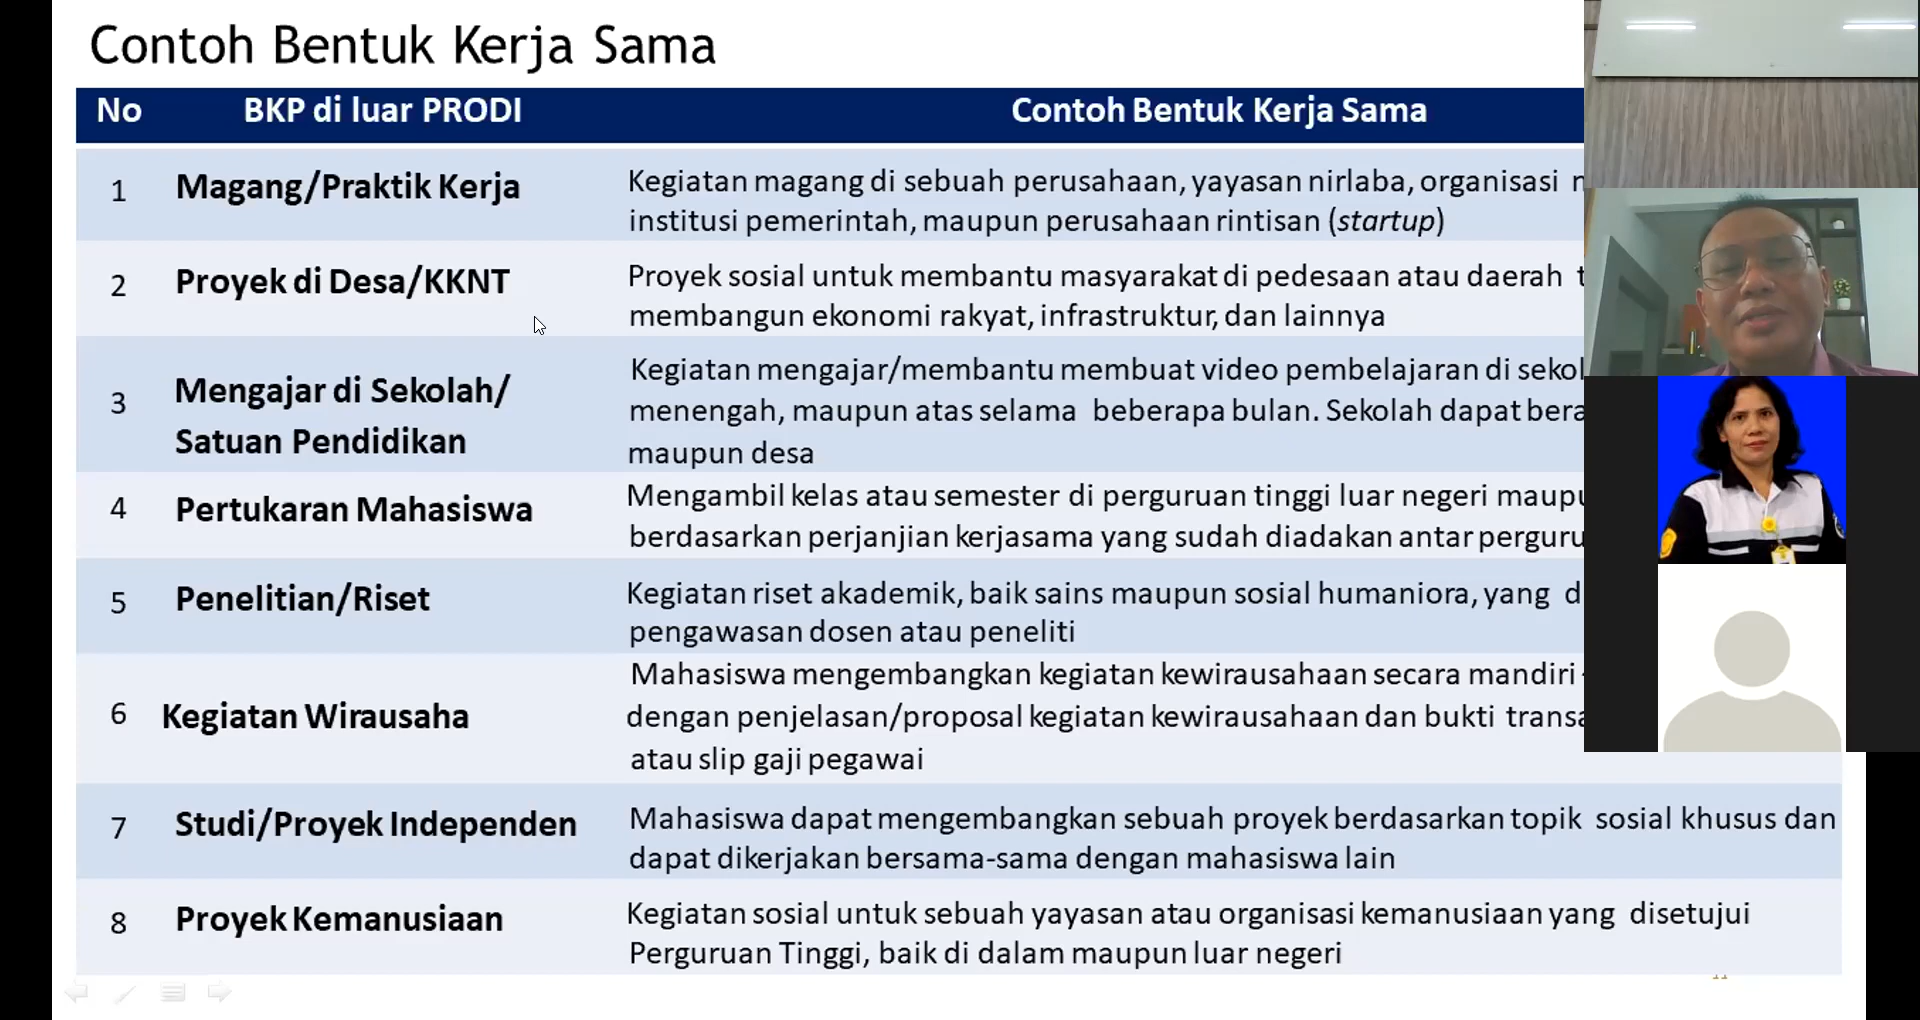 Contoh Bentuk Kerja Sama
No BKP di luar PRODI Contoh Bentuk Kerja Sama
1 Magang/Praktik Kerja Kegiatan magang di sebuah perusahaan, yayasan nirlaba, organisasi
institusi pemerintah, maupun perusahaan rintisan (startup)
2 Proyek di Desa/KKNT Proyek sosial untuk membantu masyarakat di pedesaan atau daerah
membangun ekonomi rakyat, infrastruktur, dan lainnya
3 Mengajar di Sekolah/
Satuan Pendidikan
Kegiatan mengajar/membantu membuat video pembelajaran di
menengah, maupun atas selama beberapa bulan. Sekolah dapat
maupun desa
4 Pertukaran Mahasiswa Mengambil kelas atau semester di perguruan tinggi luar negeri
berdasarkan perjanjian kerjasama yang sudah diadakan antar
5 Penelitian/Riset Kegiatan riset akademik, baik sains maupun sosial humaniora, yang
pengawasan dosen atau peneliti
6 Kegiatan Wirausaha Mahasiswa mengembangkan kegiatan kewirausahaan secara mandiri
dengan penjelasan/proposal kegiatan kewirausahaan dan bukti
atau slip gaji pegawai
7 Studi/Proyek Independen Mahasiswa dapat mengembangkan sebuah proyek berdasarkan topik sosial khusus dan
dapat dikerjakan bersama-sama dengan mahasiswa lain
8 Proyek Kemanusiaan Kegiatan sosial untuk sebuah yayasan atau organisasi kemanusiaan yang disetujui
Perguruan Tinggi, baik di dalam maupun luar negeri